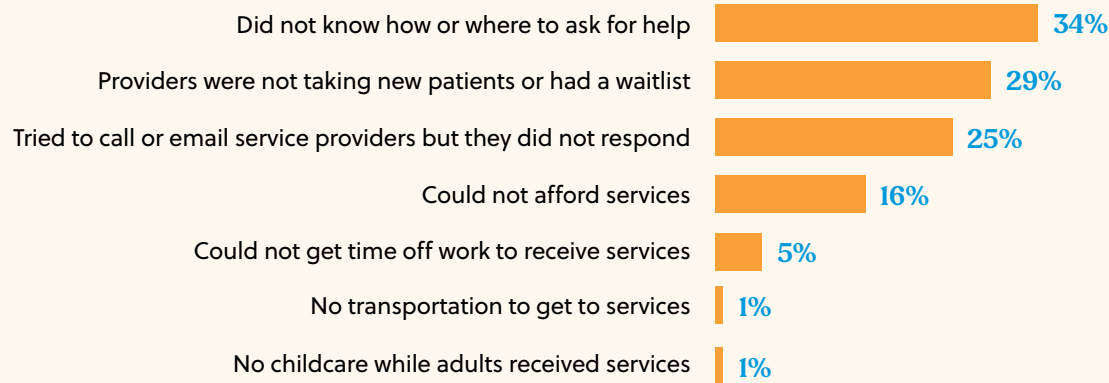 Did not know how or where to ask for help 34%
Providers were not taking new patients or had a waitlist 29%
Tried to call or email service providers but they did not respond 25%
Could not afford services 16%
Could not get time off work to receive services 5%
No transportation to get to services 1%
No childcare while adults received services 1%